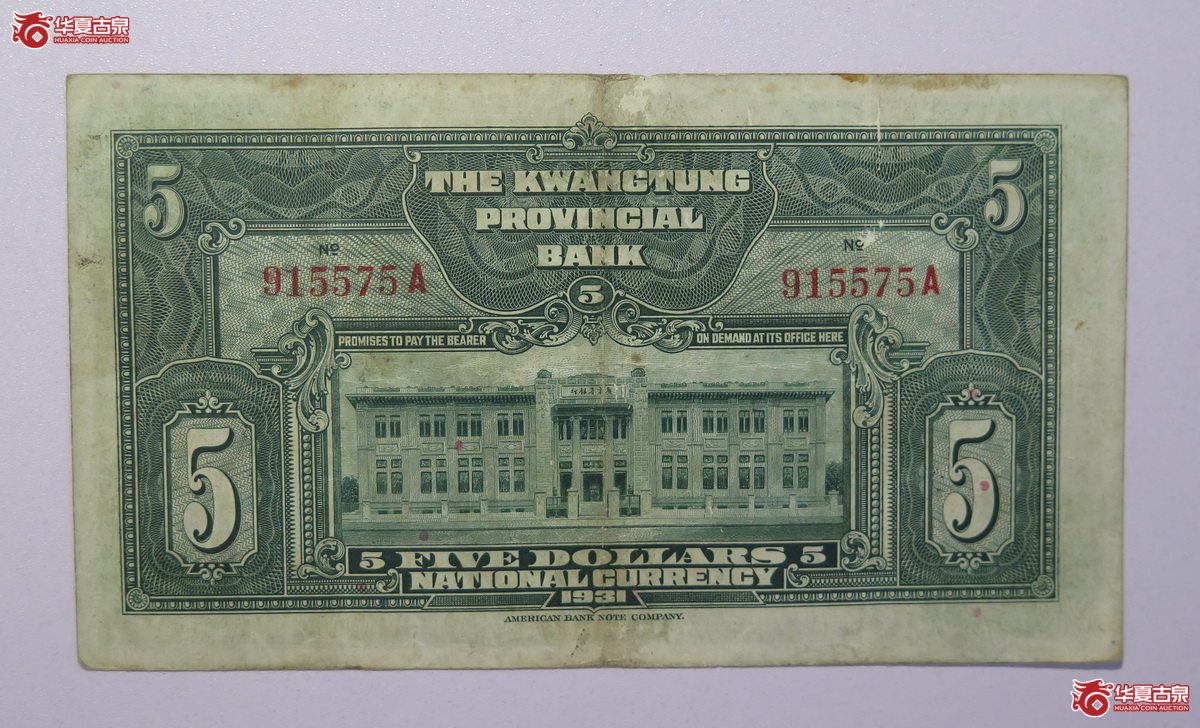 华夏古泉
HUAXIA COIN AUCTION
THE KWANGTUNG
PROVINCIAL
BANK
5
5
Nº
915575 A
Nº
915575 A
5
PROMISES TO PAY THE BEARER
ON DEMAND AT ITS OFFICE HERE
5
5
5 FIVE DOLLARS 5
NATIONAL CURRENCY
1931
AMERICAN BANK NOTE COMPANY.
华夏古泉
HUAXIA COIN AUCTION